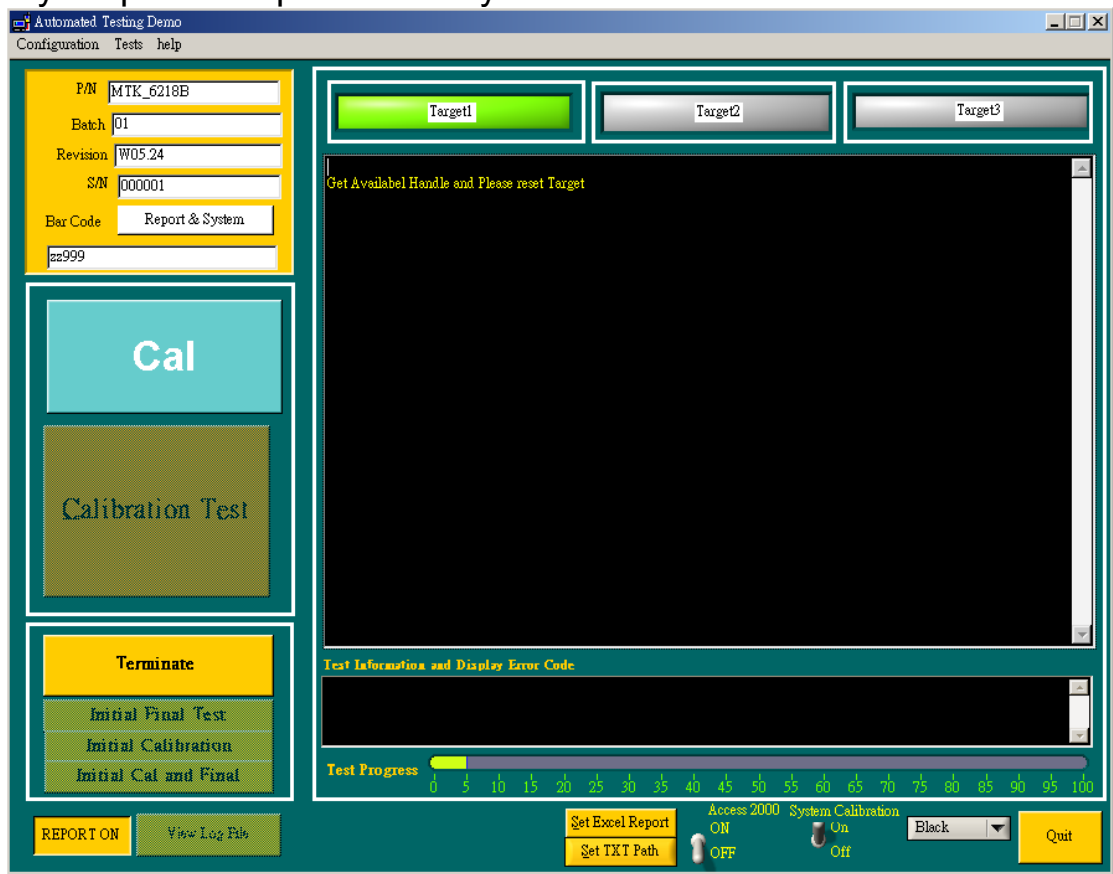 Automated Testing Demo
Configuration Tests help
P/N MTK_6218B
Batch 01
Revision W05.24
S/N 000001
Bar Code Report & System
zz999
Cal
Calibration Test
Terminate
Initial Final Test
Initial Calibration
Initial Cal and Final
REPORT ON View Log File
Target1 Target2 Target3
Get Availabel Handle and Please reset Target
Test Information and Display Error Code
Test Progress
0 5 10 15 20 25 30 35 40 45 50 55 60 65 70 75 80 85 90 95 100
Set Excel Report
Set TXT Path
Access 2000
ON
OFF
System Calibration
On
Off
Black
Quit